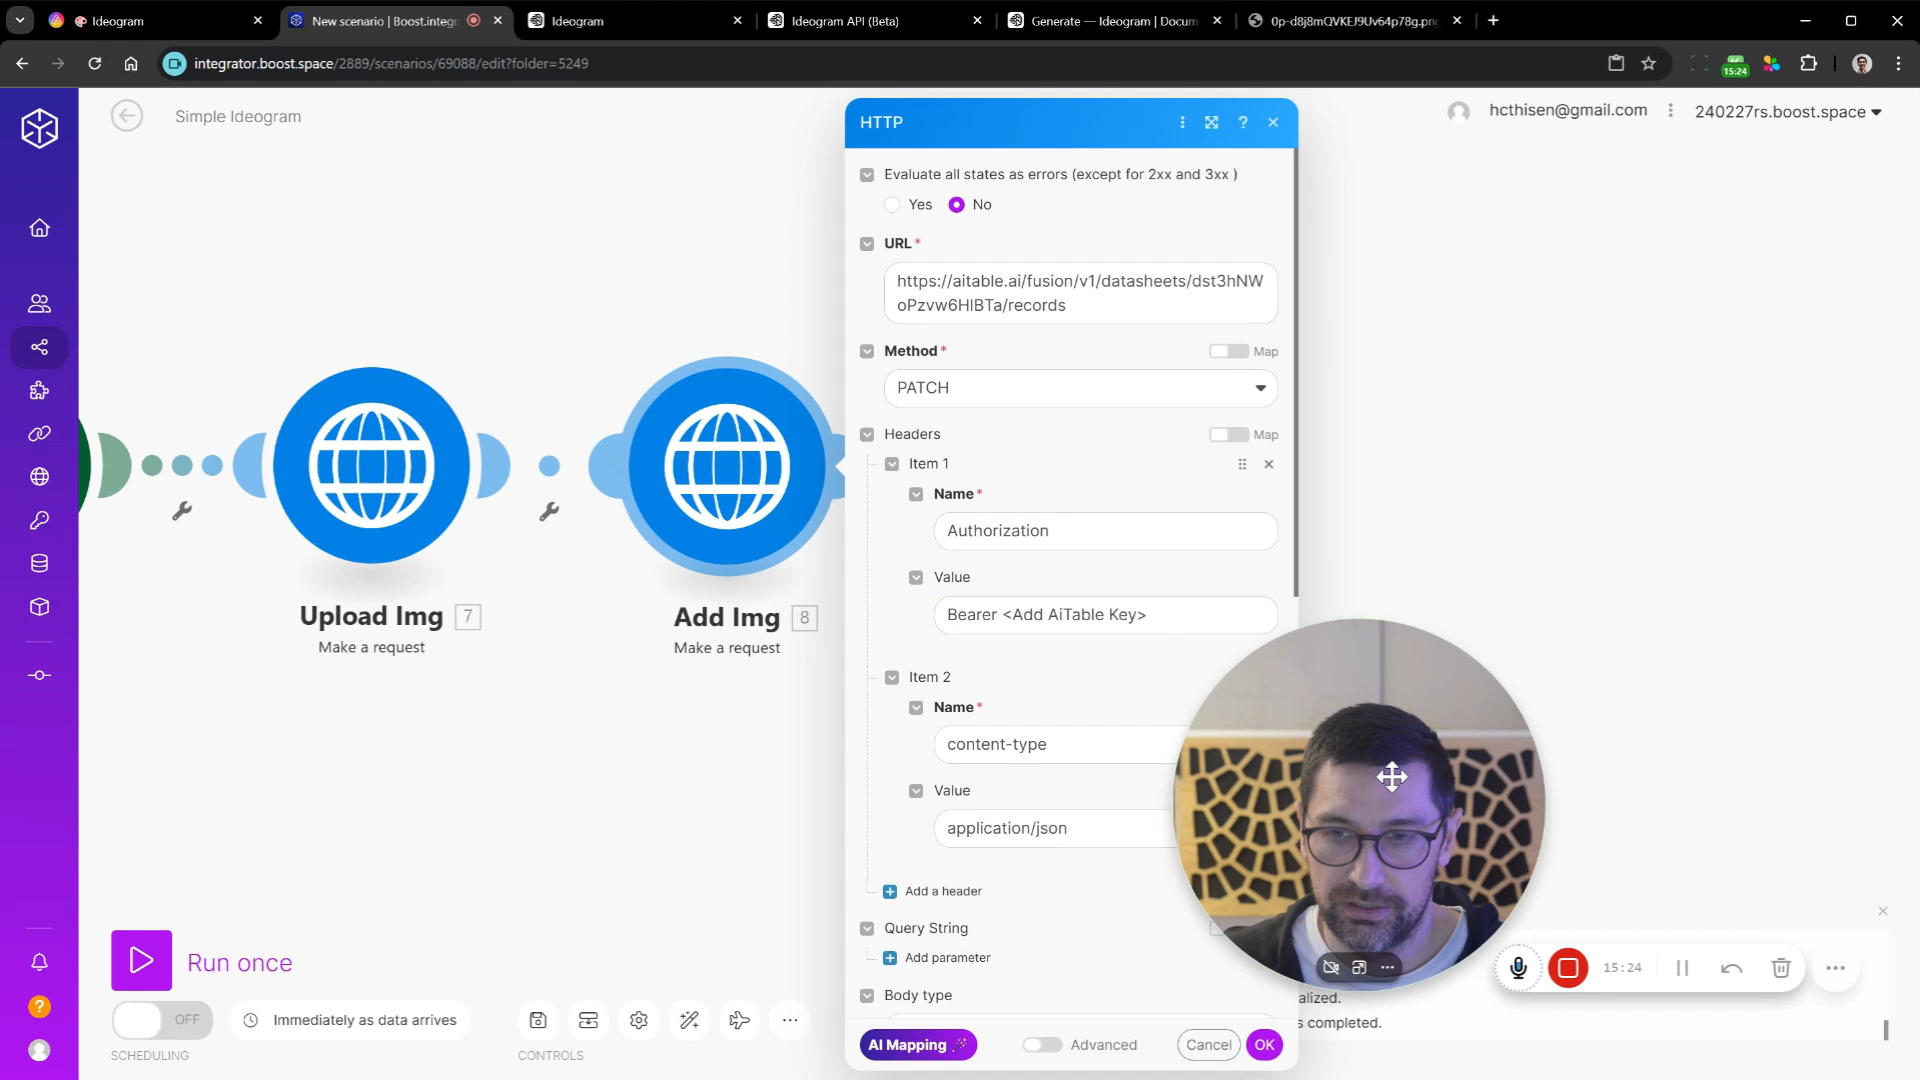 Ideogram
New scenario | Boost.integr
Ideogram
Ideogram API (Beta)
Generate — Ideogram | Docum
0p-d8j8mQVKEJ9Uv64p78g.pn
integrator.boost.space/2889/scenarios/69088/edit?folder=5249
15:24
Simple Ideogram
hcthisen@gmail.com
240227rs.boost.space
HTTP
Evaluate all states as errors (except for 2xx and 3xx )
Yes
No
URL*
https://aitable.ai/fusion/v1/datasheets/dst3hNW
oPzvw6HlBTa/records
Method*
Map
PATCH
Headers
Map
Item 1
Name*
Authorization
Value
Bearer <Add AiTable Key>
Item 2
Name*
content-type
Value
application/json
Add a header
Query String
Add parameter
Body type
AI Mapping
Advanced
Cancel
OK
Upload Img 7
Make a request
Add Img 8
Make a request
Run once
OFF
Immediately as data arrives
SCHEDULING
CONTROLS
15:24
alized.
s completed.